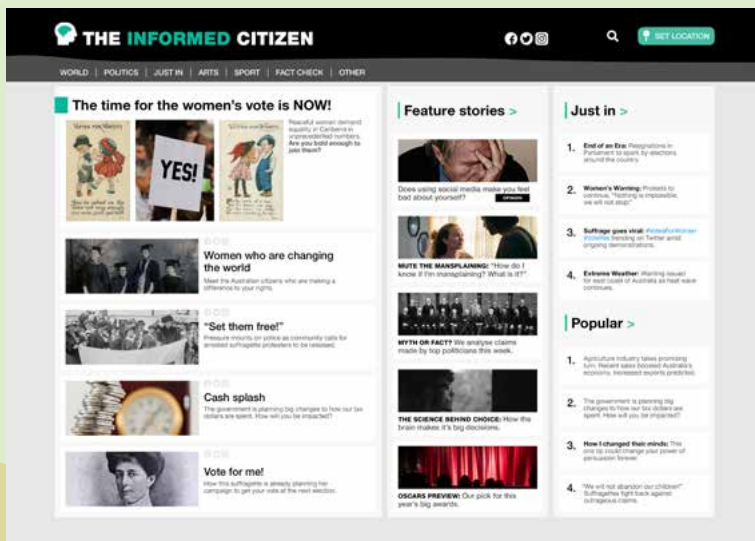 THE INFORMED CITIZEN
SET LOCATION
WORLD | POLITICS | JUST IN | ARTS | SPORT | FACT CHECK | OTHER
The time for the women's vote is NOW!
YES!
Peaceful women demand
equality in Canberra in
unprecedented numbers.
Are you bold enough to
join them?
Women who are changing
the world
Meet the Australian citizens who are making a
difference to your rights.
"Set them free!"
Pressure mounts on police as community calls for
arrested suffragette protesters to be released.
Cash splash
The government is planning big changes to how our tax
dollars are spent. How will you be impacted?
Vote for me!
How this suffragette is already planning her
campaign to get your vote at the next election.
Feature stories >
Does using social media make you feel
bad about yourself?
OPINION
MUTE THE MANSPLAINING: "How do I
know if I'm mansplaining? What is it?"
MYTH OR FACT? We analyse claims
made by top politicians this week.
THE SCIENCE BEHIND CHOICE: How the
brain makes it's big decisions.
OSCARS PREVIEW: Our pick for this
year's big awards.
Just in >
1. End of an Era: Resignations in
Parliament to spark by-elections
around the country.
2. Women's Warning: Protests to
continue, "Nothing is impossible,
we will not stop."
3. Suffrage goes viral: #VotesForWomen
trending on Twitter amid
ongoing demonstrations.
4. Extreme Weather: Warning issued
for east coast of Australia as heat wave
continues.
Popular >
1. Agriculture industry takes promising
turn: Recent sales boosted Australia's
economy. Increased exports predicted.
2. The government is planning big
changes to how our tax dollars are
spent. How will you be impacted?
3. How I changed their minds: This
one tip could change your power of
persuasion forever.
4. "We will not abandon our children!"
Suffragettes fight back against
outrageous claims.